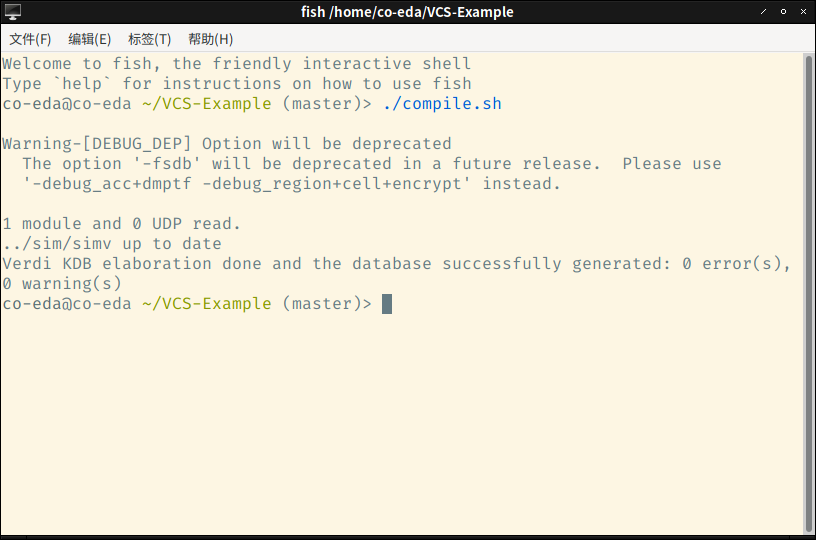 fish /home/co-eda/VCS-Example
文件(F) 编辑(E) 标签(T) 帮助(H)
Welcome to fish, the friendly interactive shell
Type `help` for instructions on how to use fish
co-eda@co-eda ~/VCS-Example (master)> ./compile.sh
Warning-[DEBUG_DEP] Option will be deprecated
The option '-fsdb' will be deprecated in a future release.  Please use
'-debug_acc+dmptf -debug_region+cell+encrypt' instead.
1 module and 0 UDP read.
../sim/simv up to date
Verdi KDB elaboration done and the database successfully generated: 0 error(s),
0 warning(s)
co-eda@co-eda ~/VCS-Example (master)>